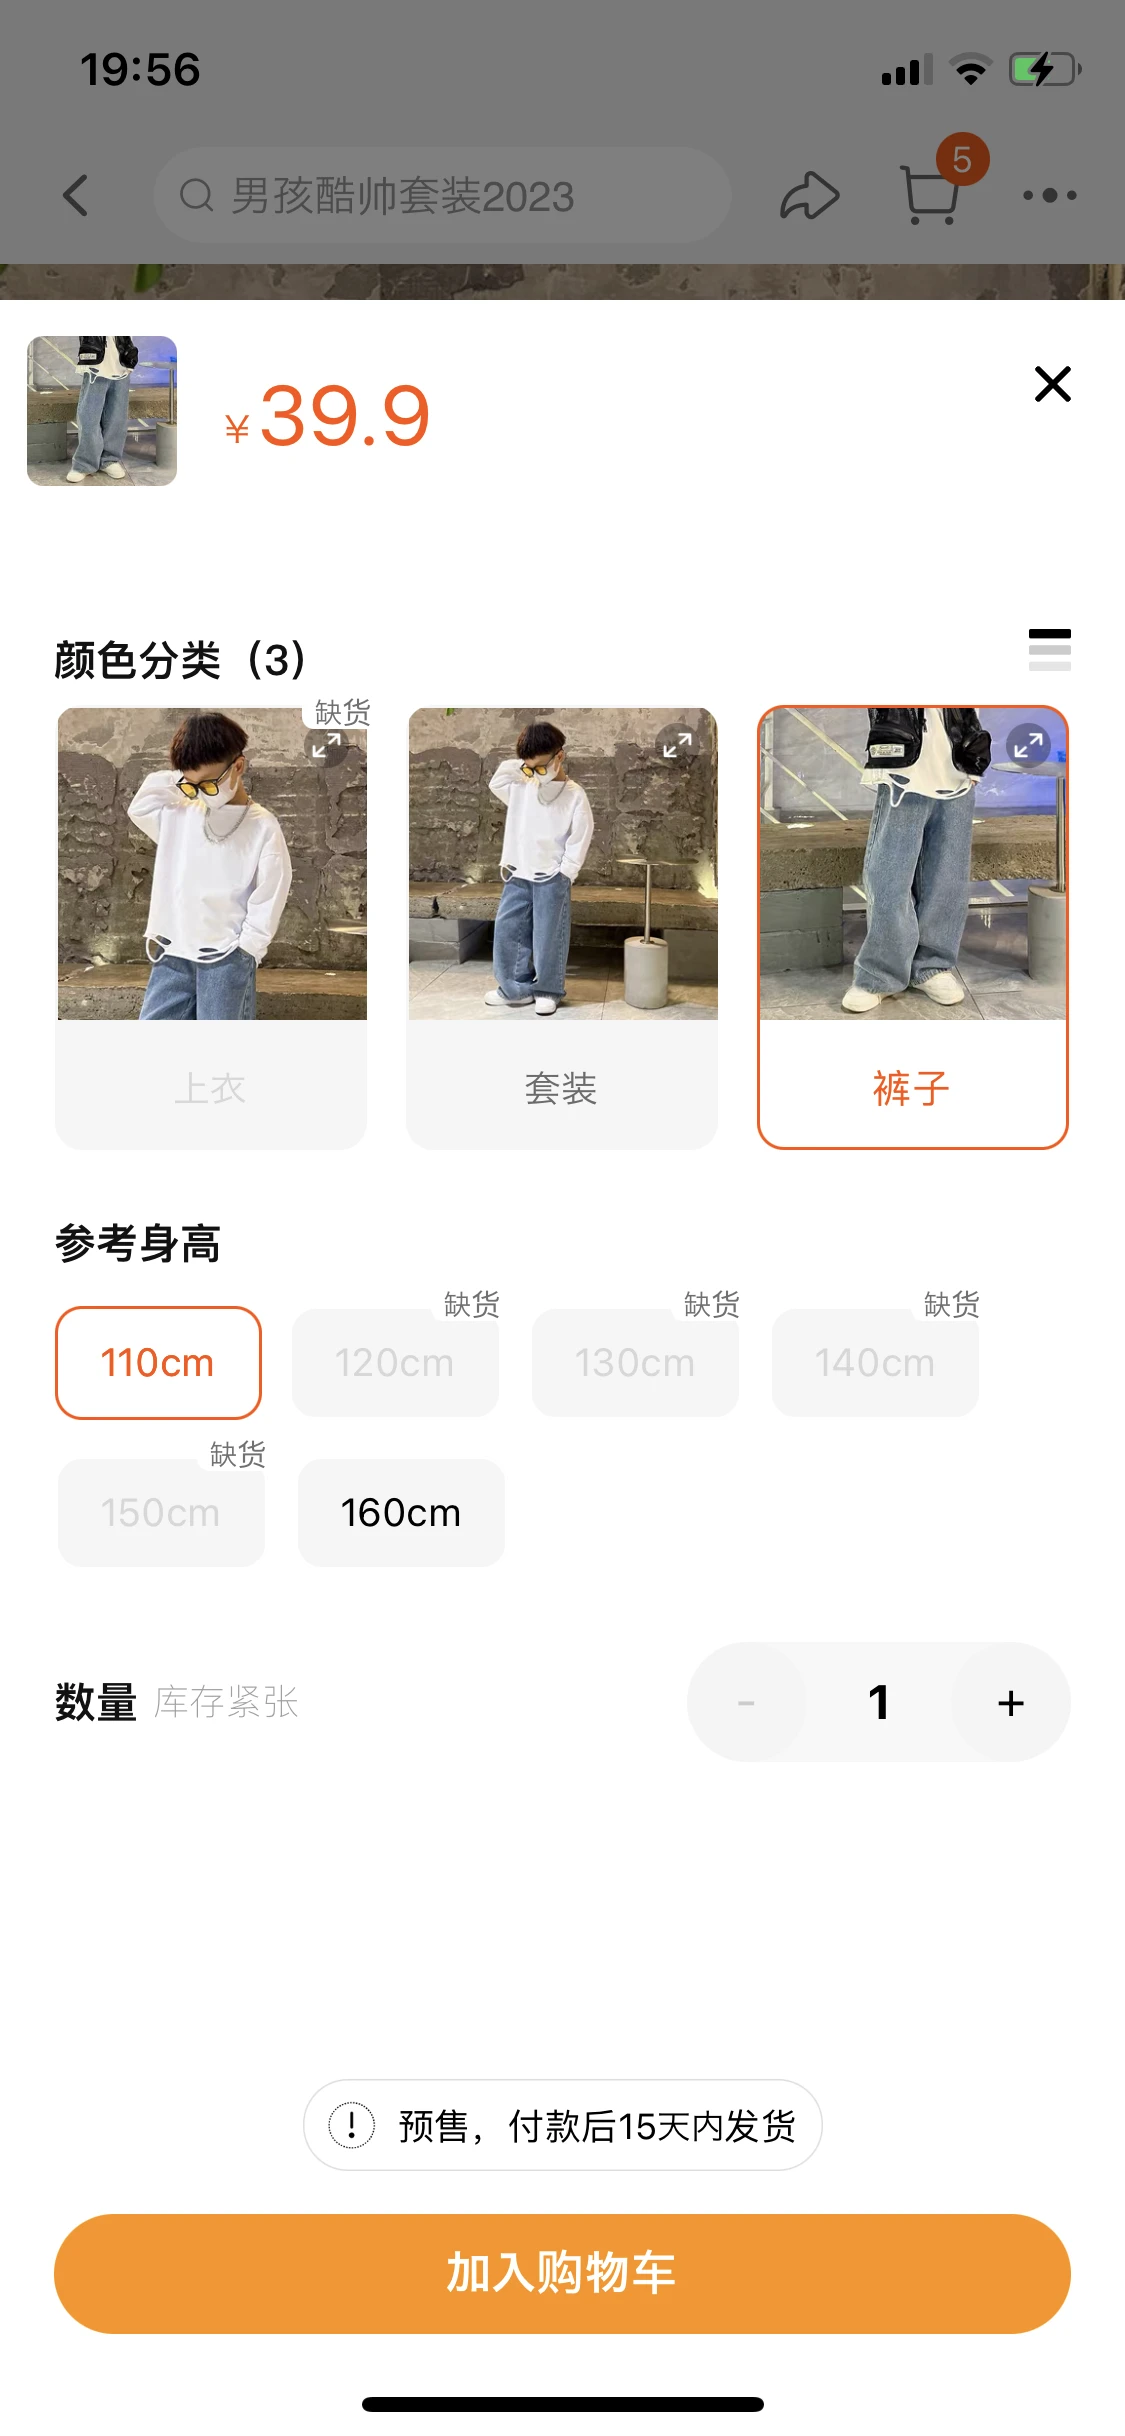 19:56
男孩酷帅套装2023
5
¥39.9
颜色分类（3）
缺货
上衣
套装
裤子
参考身高
110cm
缺货
120cm
缺货
130cm
缺货
140cm
缺货
150cm
160cm
数量 库存紧张
- 1 +
! 预售，付款后15天内发货
加入购物车